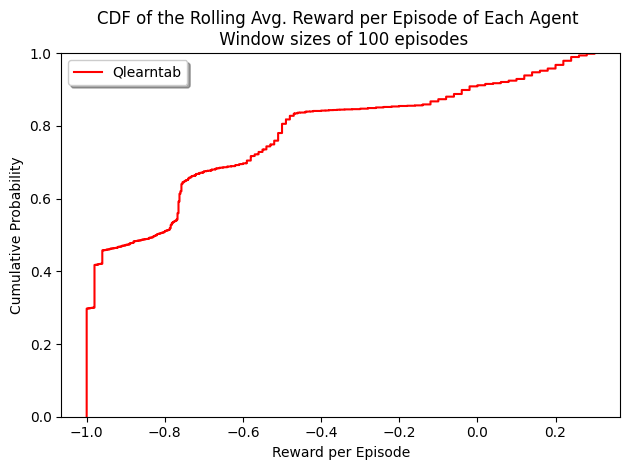 CDF of the Rolling Avg. Reward per Episode of Each Agent
Window sizes of 100 episodes
Qlearntab
Cumulative Probability
1.0
0.8
0.6
0.4
0.2
0.0
−1.0 −0.8 −0.6 −0.4 −0.2 0.0 0.2
Reward per Episode